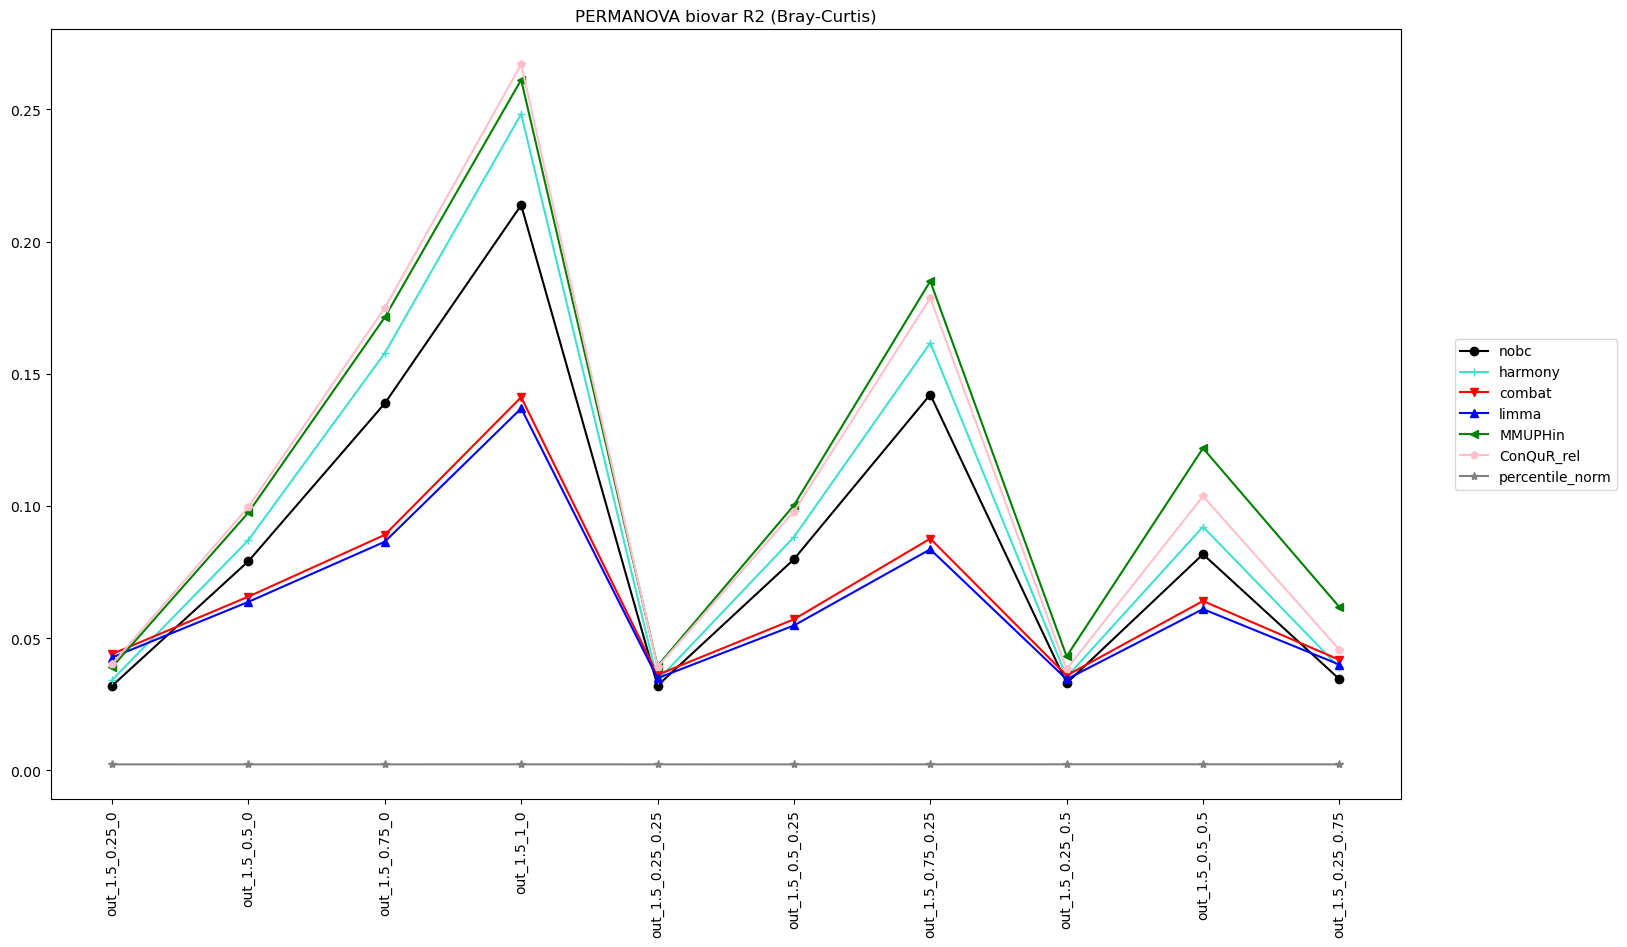 PERMANOVA biovar R2 (Bray-Curtis)
0.25
0.20
0.15
0.10
0.05
0.00
out_1.5_0.25_0
out_1.5_0.5_0
out_1.5_0.75_0
out_1.5_1_0
out_1.5_0.25_0.25
out_1.5_0.5_0.25
out_1.5_0.75_0.25
out_1.5_0.25_0.5
out_1.5_0.5_0.5
out_1.5_0.25_0.75
nobc
harmony
combat
limma
MMUPHin
ConQuR_rel
percentile_norm